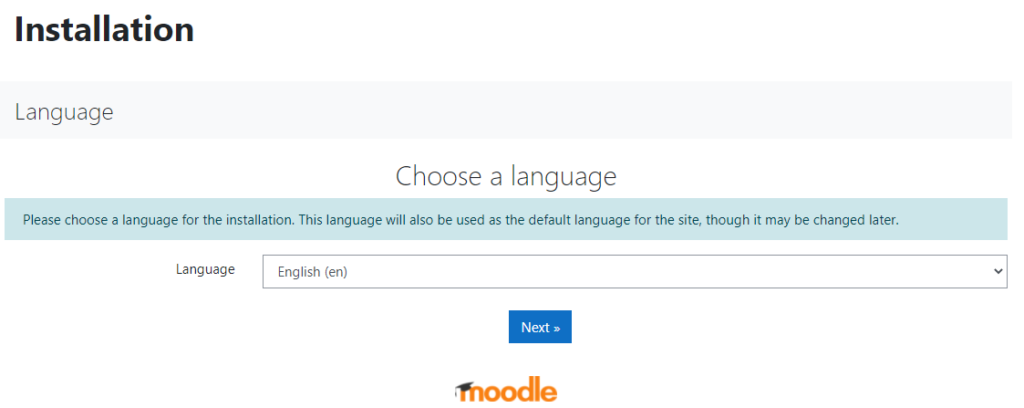 Installation
Language
Choose a language
Please choose a language for the installation. This language will also be used as the default language for the site, though it may be changed later.
Language
English (en)
Next »
moodle